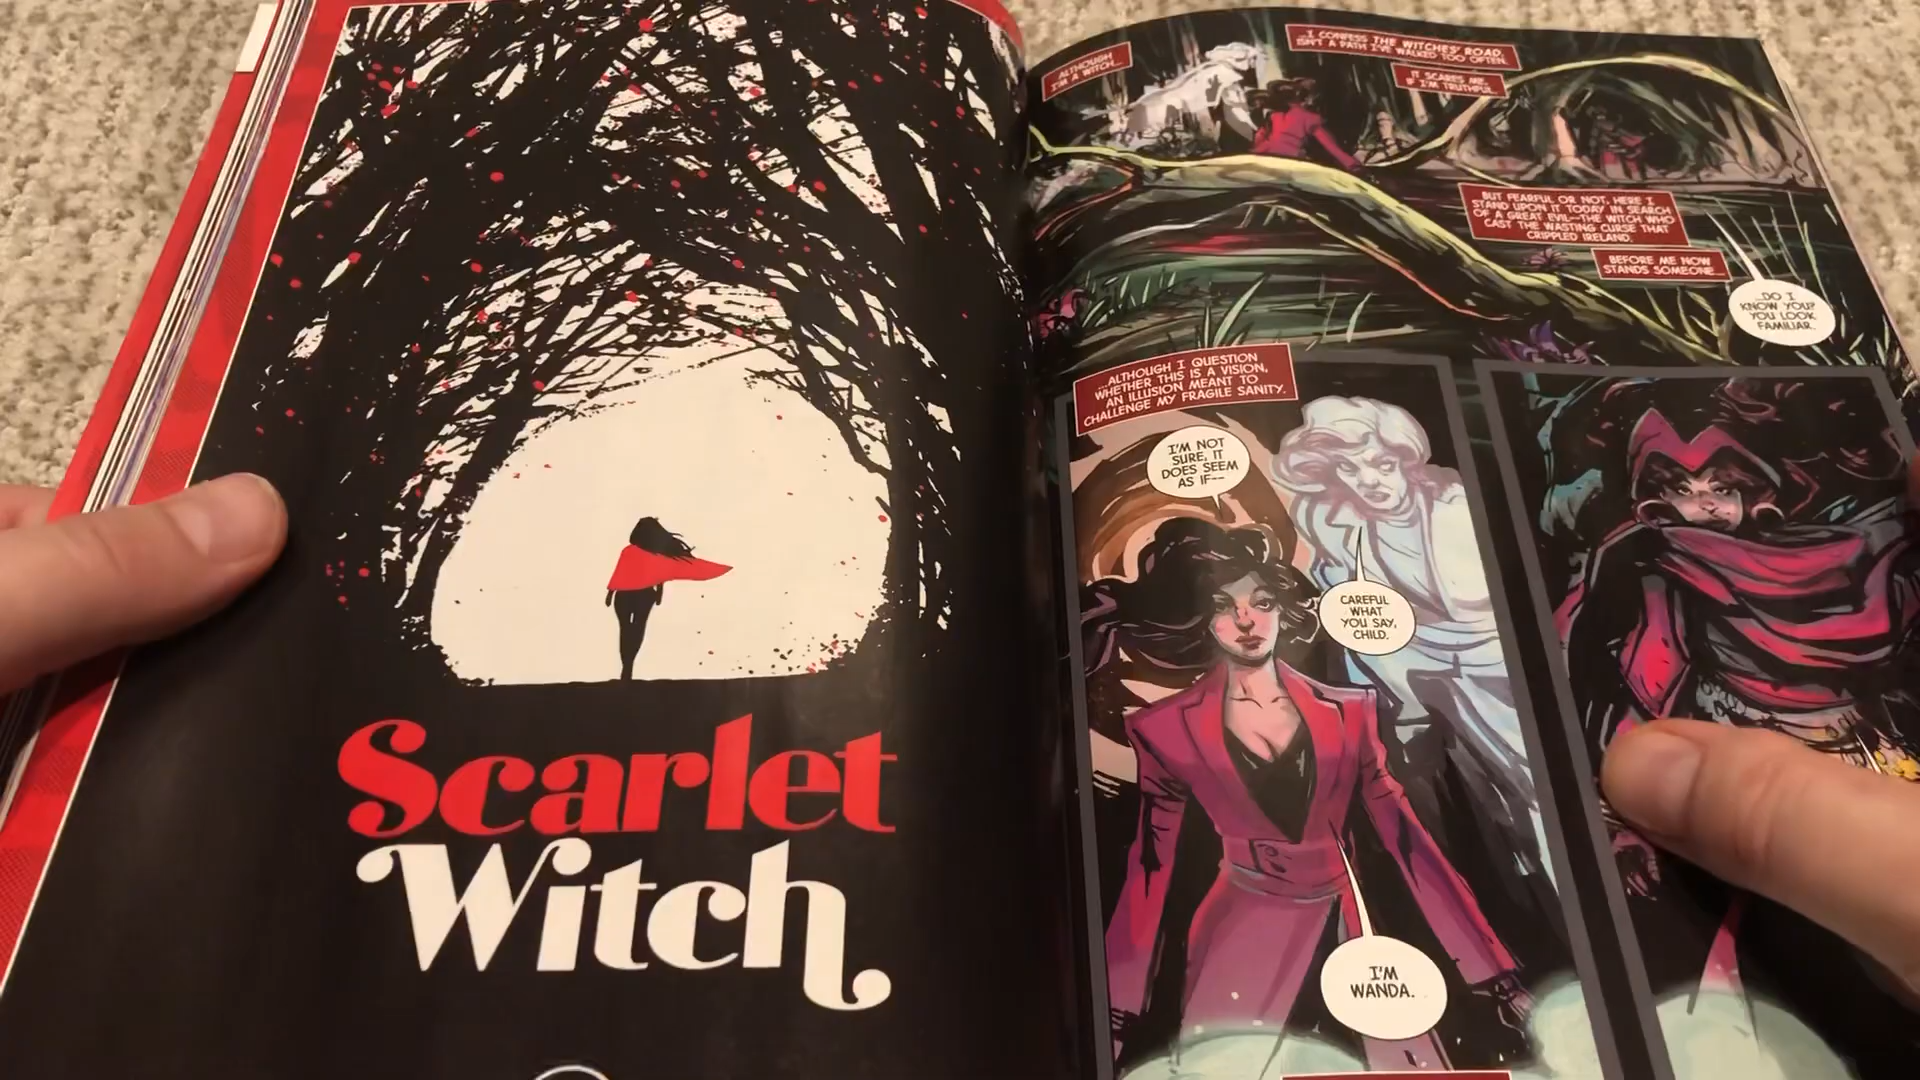 Scarlet
Witch
ALTHOUGH
I'M A WITCH...
...I CONFESS THE WITCHES' ROAD,
ISN'T A PATH I'VE WALKED TOO OFTEN.
IT SCARES ME,
IF I'M TRUTHFUL.
BUT FEARFUL OR NOT, HERE I
STAND UPON IT TODAY IN SEARCH
OF A GREAT EVIL--THE WITCH WHO
CAST THE WASTING CURSE THAT
CRIPPLED IRELAND.
BEFORE ME NOW
STANDS SOMEONE...
...DO I
KNOW YOU?
YOU LOOK
FAMILIAR.
...ALTHOUGH I QUESTION
WHETHER THIS IS A VISION,
AN ILLUSION MEANT TO
CHALLENGE MY FRAGILE SANITY.
I'M NOT
SURE, IT
DOES SEEM
AS IF--
CAREFUL
WHAT
YOU SAY,
CHILD.
I'M
WANDA.